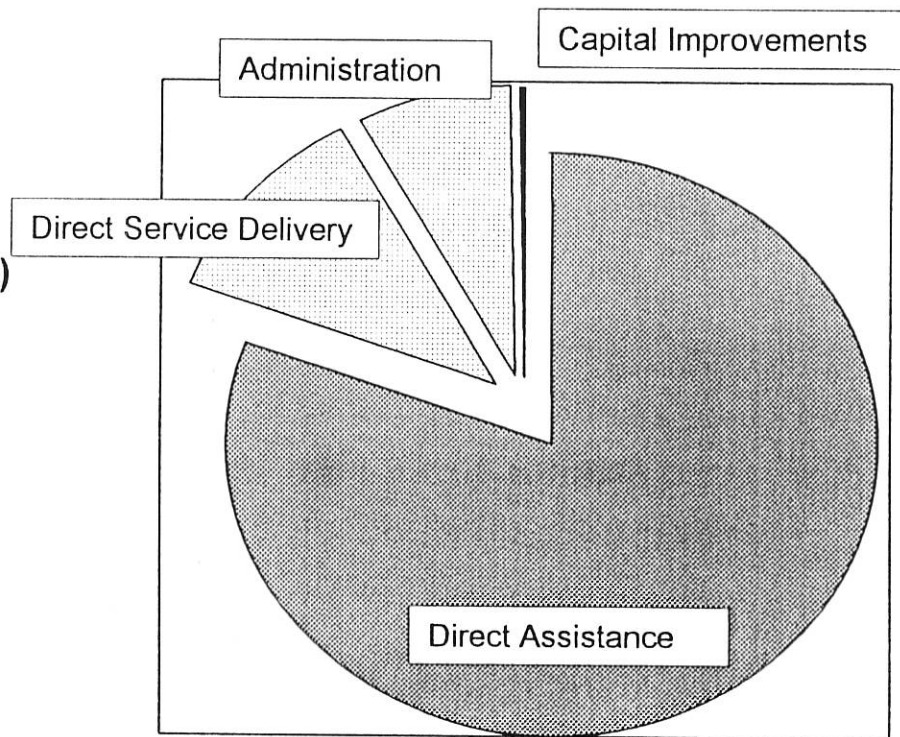 Capital Improvements
Administration
Direct Service Delivery
)
Direct Assistance